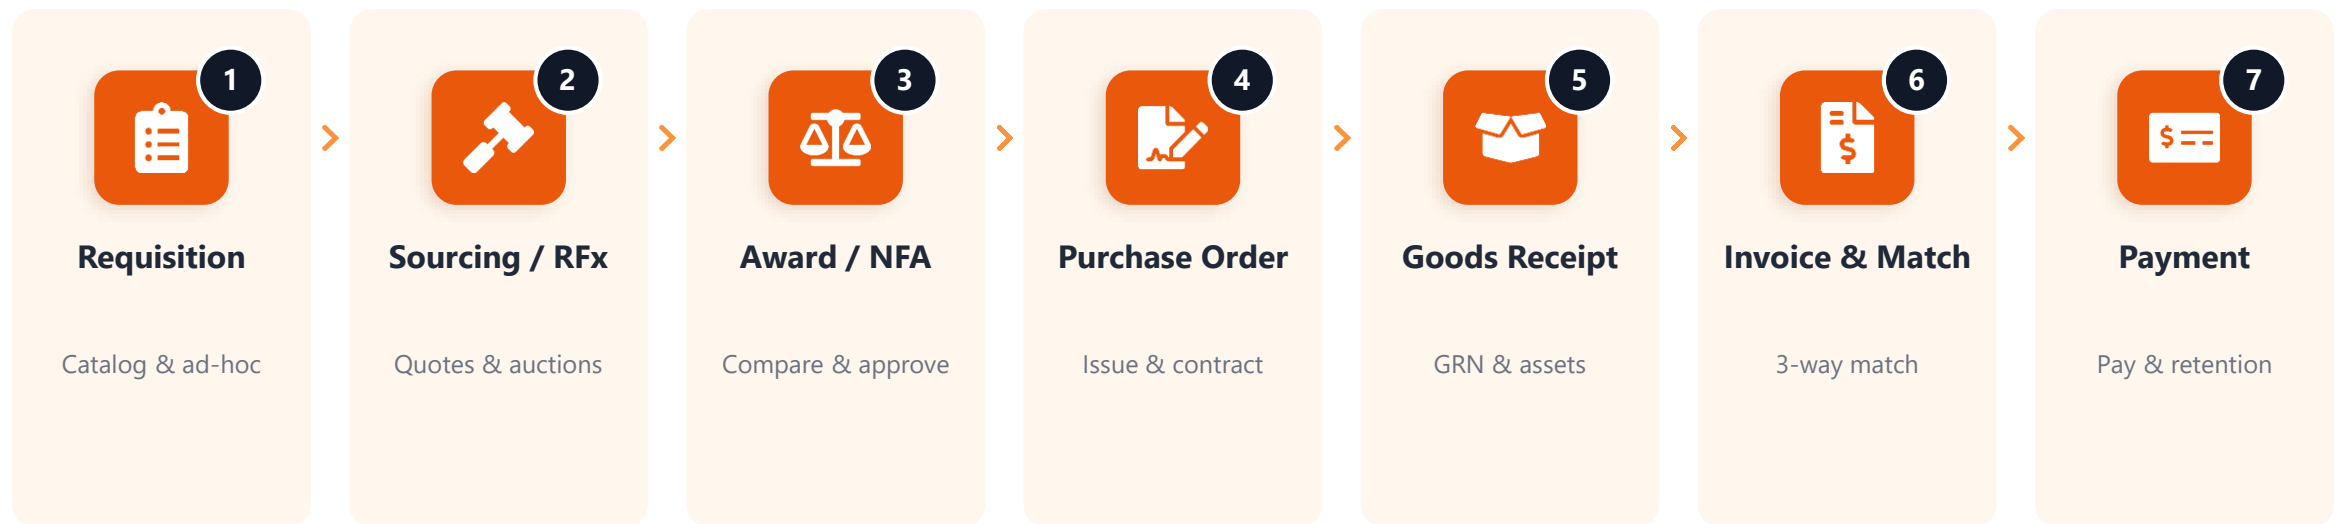 1
Requisition
Catalog & ad-hoc
2
Sourcing / RFx
Quotes & auctions
3
Award / NFA
Compare & approve
4
Purchase Order
Issue & contract
5
Goods Receipt
GRN & assets
6
$
Invoice & Match
3-way match
7
$
Payment
Pay & retention